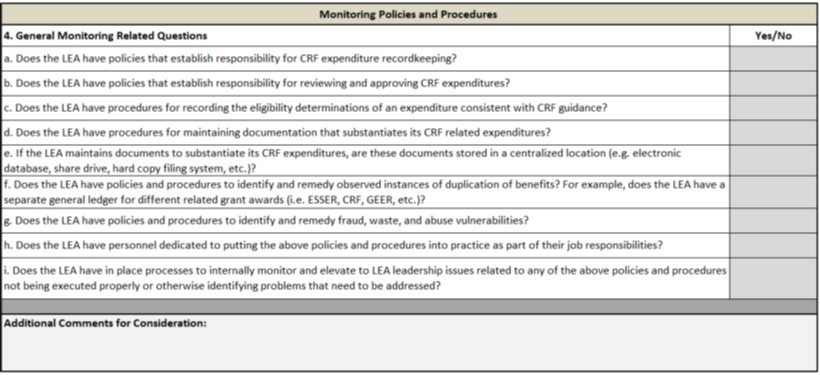 Monitoring Policies and Procedures
4. General Monitoring Related Questions Yes/No
a. Does the LEA have policies that establish responsibility for CRF expenditure recordkeeping?
b. Does the LEA have policies that establish responsibility for reviewing and approving CRF expenditures?
c. Does the LEA have procedures for recording the eligibility determinations of an expenditure consistent with CRF guidance?
d. Does the LEA have procedures for maintaining documentation that substantiates its CRF related expenditures?
e. If the LEA maintains documents to substantiate its CRF expenditures, are these documents stored in a centralized location (e.g. electronic
database, share drive, hard copy filing system, etc.)?
f. Does the LEA have policies and procedures to identify and remedy observed instances of duplication of benefits? For example, does the LEA have a
separate general ledger for different related grant awards (i.e. ESSER, CRF, GEER, etc.)?
g. Does the LEA have policies and procedures to identify and remedy fraud, waste, and abuse vulnerabilities?
h. Does the LEA have personnel dedicated to putting the above policies and procedures into practice as part of their job responsibilities?
i. Does the LEA have in place processes to internally monitor and elevate to LEA leadership issues related to any of the above policies and procedures
not being executed properly or otherwise identifying problems that need to be addressed?
Additional Comments for Consideration: